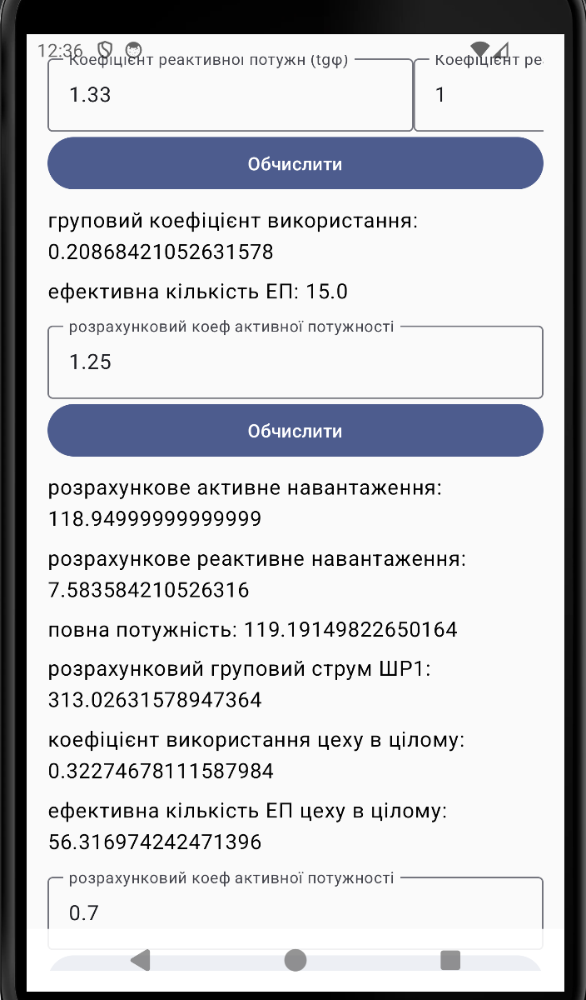 12:36
Коефіцієнт реактивної потужн (tgφ)
Коефіцієнт ре
1.33
1
Обчислити
груповий коефіцієнт використання:
0.20868421052631578
ефективна кількість ЕП: 15.0
розрахунковий коеф активної потужності
1.25
Обчислити
розрахункове активне навантаження:
118.94999999999999
розрахункове реактивне навантаження:
7.583584210526316
повна потужність: 119.19149822650164
розрахунковий груповий струм ШР1:
313.02631578947364
коефіцієнт використання цеху в цілому:
0.32274678111587984
ефективна кількість ЕП цеху в цілому:
56.316974242471396
розрахунковий коеф активної потужності
0.7